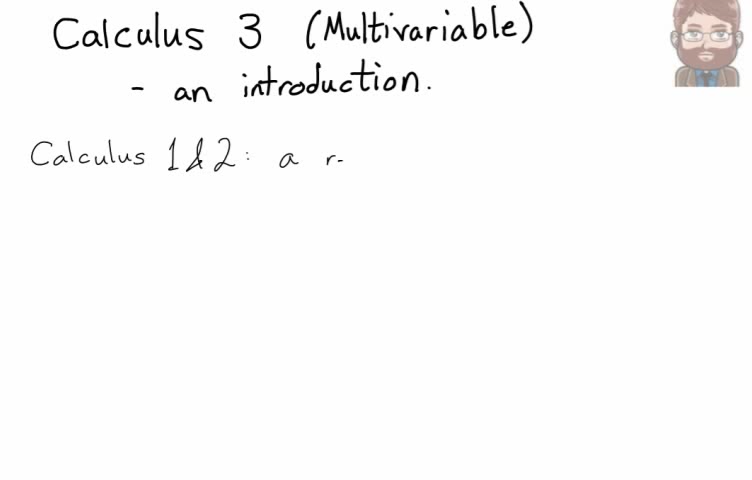 Calculus 3 (Multivariable)
- an introduction.
Calculus 1 & 2: a r-